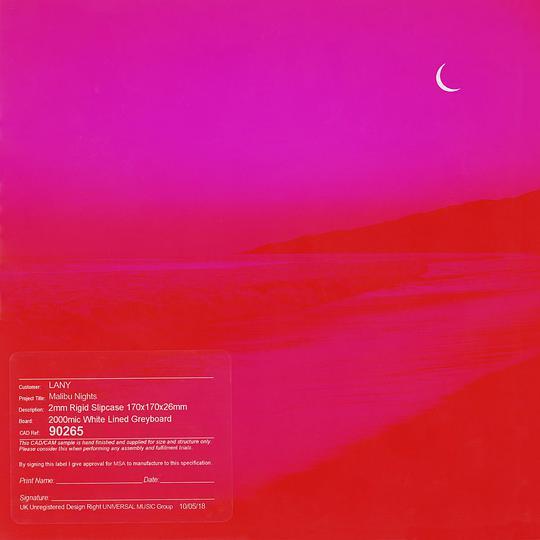 Customer: LANY
Project Title: Malibu Nights
Description: 2mm Rigid Slipcase 170x170x26mm
Board: 2000mic White Lined Greyboard
CAD Ref: 90265
This CAD/CAM sample is hand finished and supplied for size and structure only
Please consider this when performing any assembly and fulfilment trials.
By signing this label I give approval for MSA to manufacture to this specification.
Print Name: Date:
Signature:
UK Unregistered Design Right UNIVERSAL MUSIC Group 10/05/18